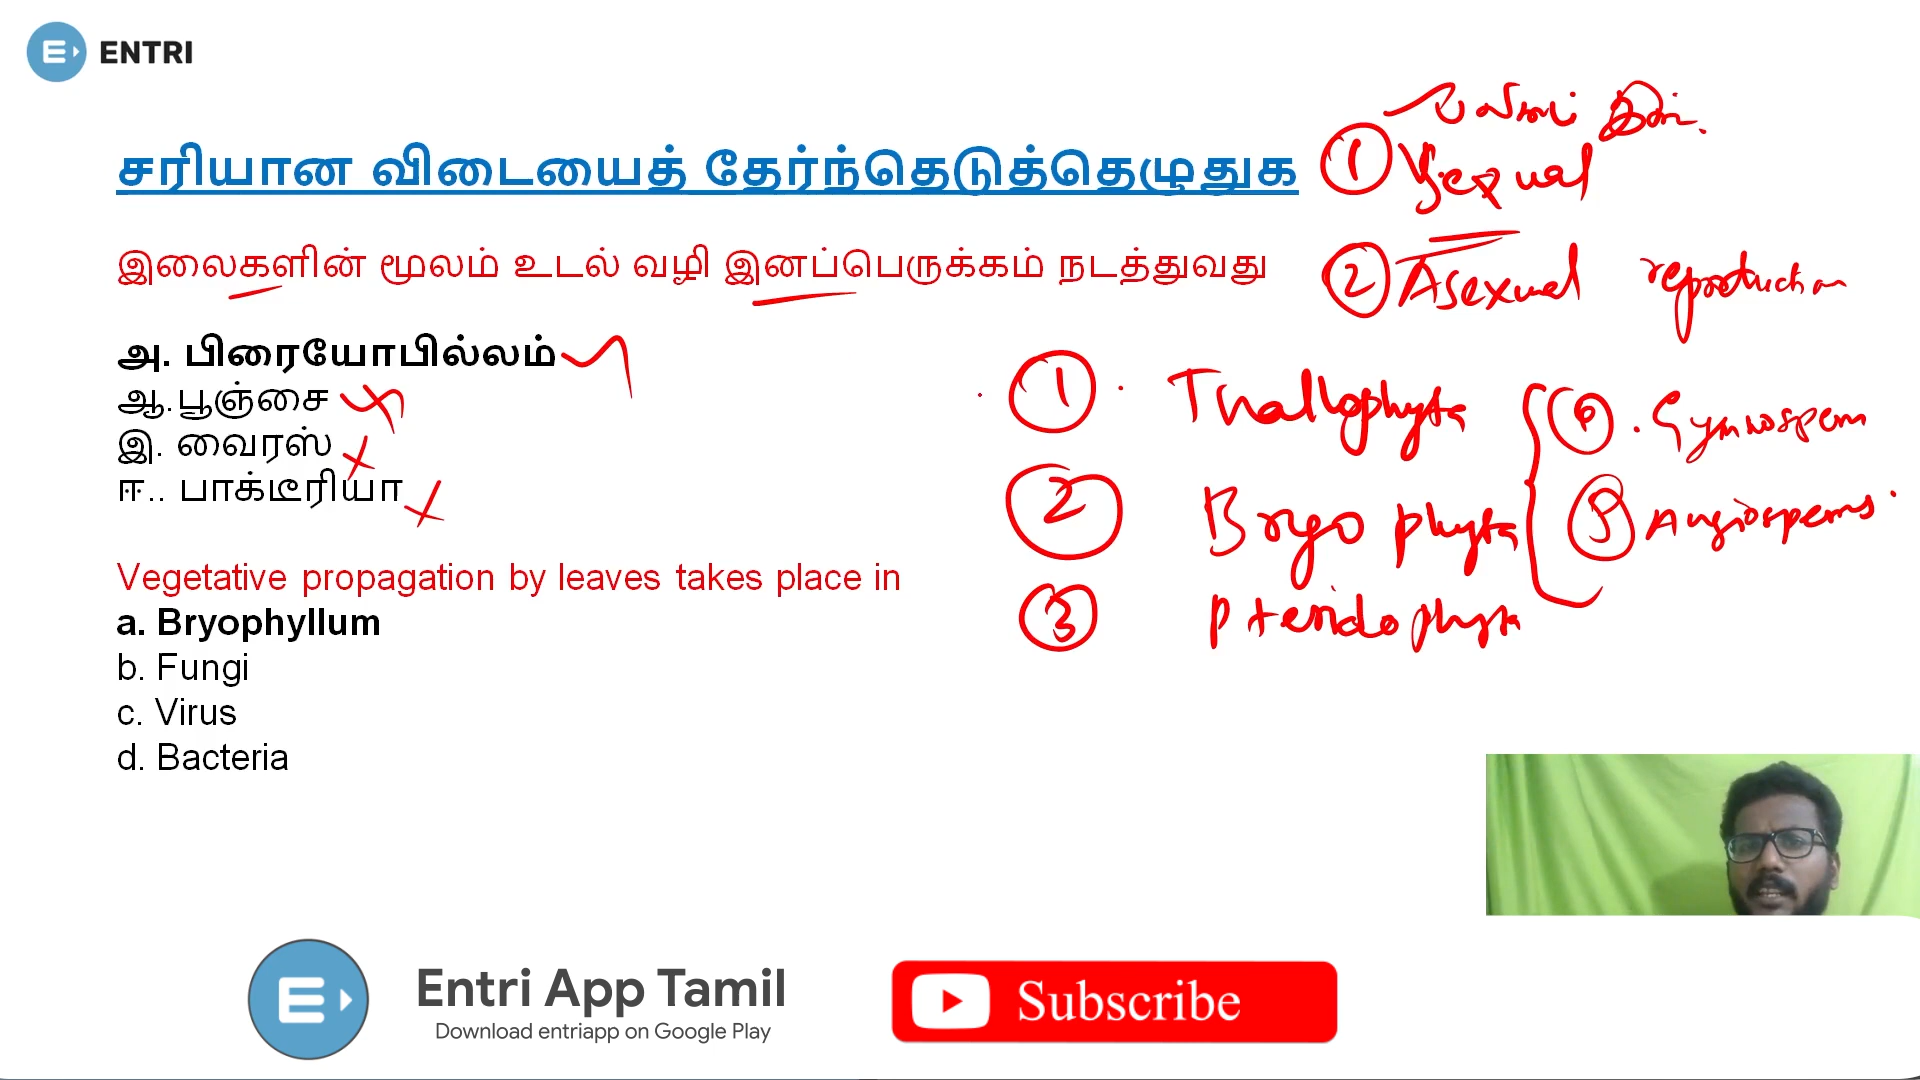 ENTRI
சரியான விடையைத் தேர்ந்தெடுத்தெழுதுக
இலைகளின் மூலம் உடல் வழி இனப்பெருக்கம் நடத்துவது
அ. பிரையோபில்லம்
ஆ.பூஞ்சை
இ. வைரஸ்
ஈ.. பாக்டீரியா
Vegetative propagation by leaves takes place in
a. Bryophyllum
b. Fungi
c. Virus
d. Bacteria
1 Sexual
2 Asexual reproduction
1 Thallophyta
2 Bryophyta
3 Pteridophyta
Gymnosperm
5 Angiosperms
Entri App Tamil
Download entriapp on Google Play
Subscribe